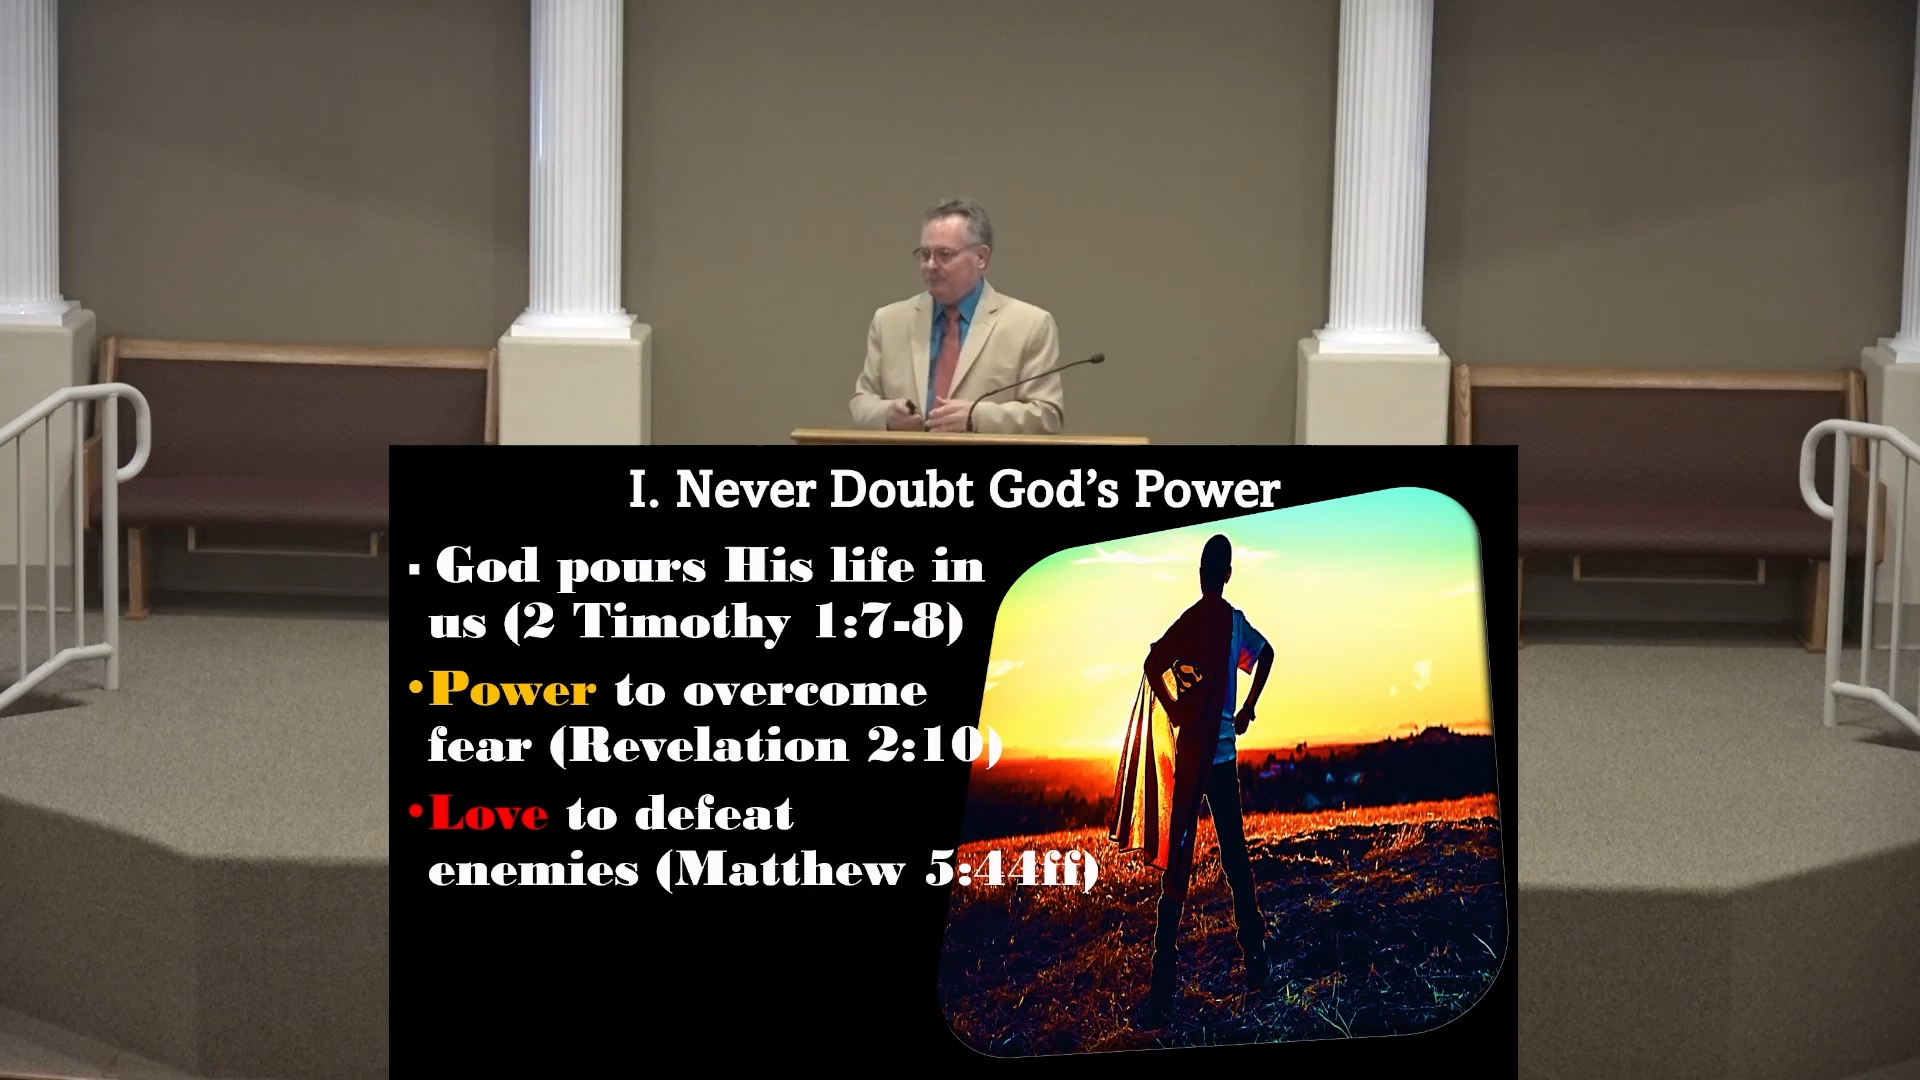 I. Never Doubt God's Power
▪ God pours His life in
us (2 Timothy 1:7-8)
•Power to overcome
fear (Revelation 2:10)
•Love to defeat
enemies (Matthew 5:44ff)